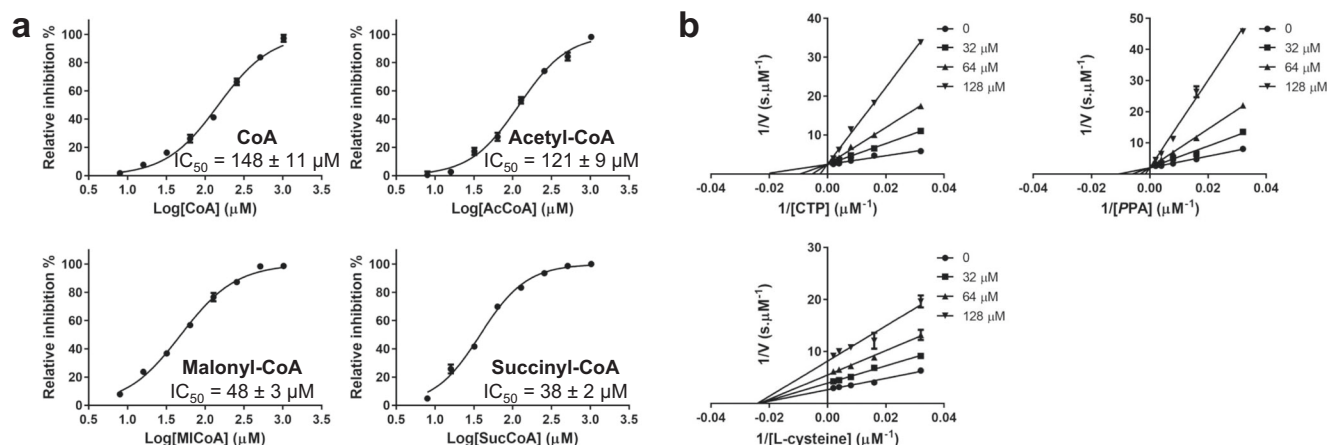 a
Relative inhibition %
100
80
60
40
20
0
0.5
1.0
1.5
2.0
2.5
3.0
3.5
CoA
IC50 = 148 ± 11 µM
Log[CoA] (µM)
Relative inhibition %
100
80
60
40
20
0
0.5
1.0
1.5
2.0
2.5
3.0
3.5
Acetyl-CoA
IC50 = 121 ± 9 µM
Log[AcCoA] (µM)
Relative inhibition %
100
80
60
40
20
0
0.5
1.0
1.5
2.0
2.5
3.0
3.5
Malonyl-CoA
IC50 = 48 ± 3 µM
Log[MlCoA] (µM)
Relative inhibition %
100
80
60
40
20
0
0.5
1.0
1.5
2.0
2.5
3.0
3.5
Succinyl-CoA
IC50 = 38 ± 2 µM
Log[SucCoA] (µM)
b
1/V (s.µM⁻¹)
40
30
20
10
-0.04
-0.02
0.00
0.02
0.04
1/[CTP] (µM⁻¹)
0
32 µM
64 µM
128 µM
1/V (s.µM⁻¹)
50
40
30
20
10
-0.04
-0.02
0.00
0.02
0.04
1/[PPA] (µM⁻¹)
0
32 µM
64 µM
128 µM
1/V (s.µM⁻¹)
30
20
10
-0.04
-0.02
0.00
0.02
0.04
1/[L-cysteine] (µM⁻¹)
0
32 µM
64 µM
128 µM